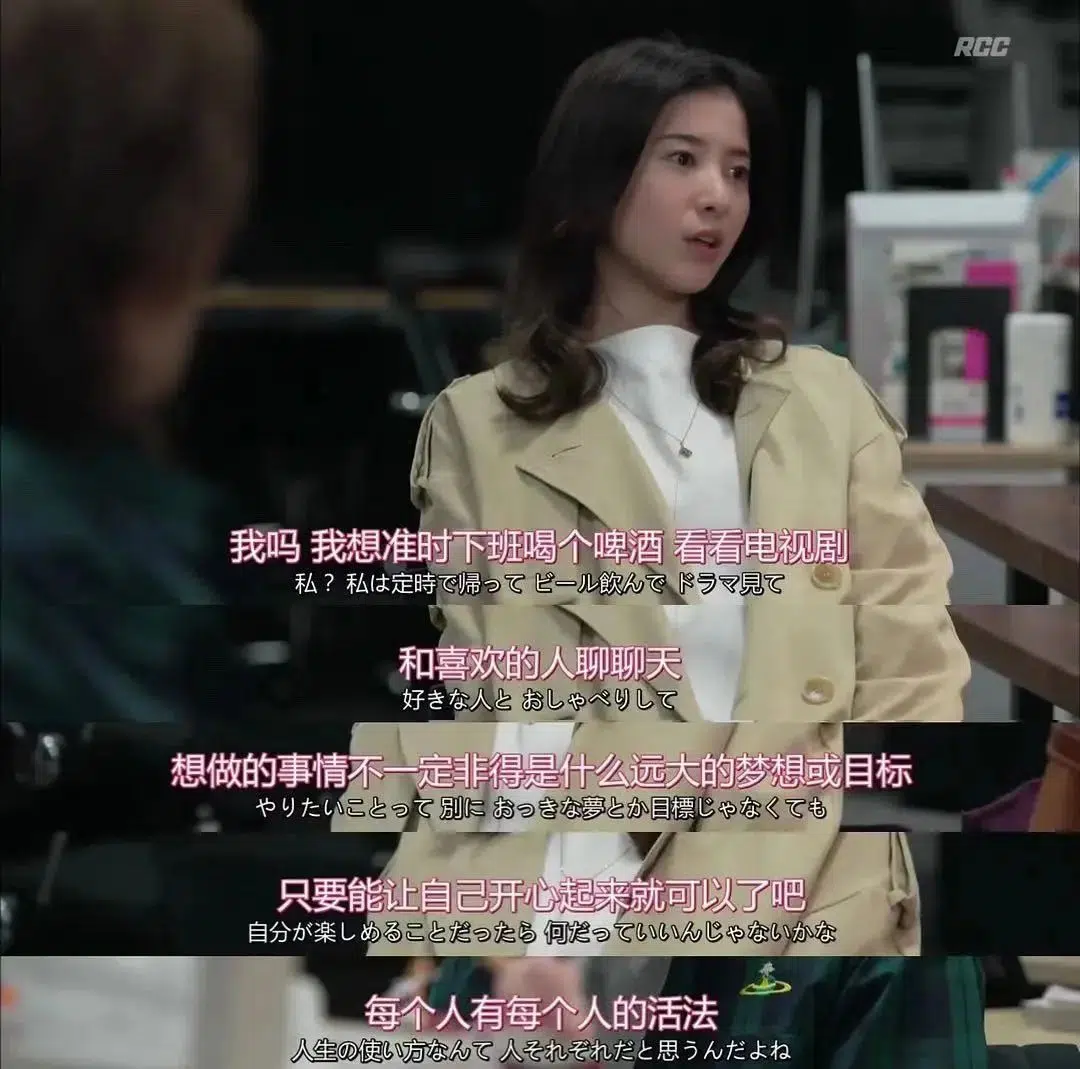 RCC
我吗 我想准时下班喝个啤酒 看看电视剧
私？ 私は定時で帰って ビール飲んで ドラマ見て
和喜欢的人聊聊天
好きな人と おしゃべりして
想做的事情不一定非得是什么远大的梦想或目标
やりたいことって 別に おっきな夢とか目標じゃなくても
只要能让自己开心起来就可以了吧
自分が楽しめることだったら 何だっていいんじゃないかな
每个人有每个人的活法
人生の使い方なんて 人それぞれだと思うんだよね